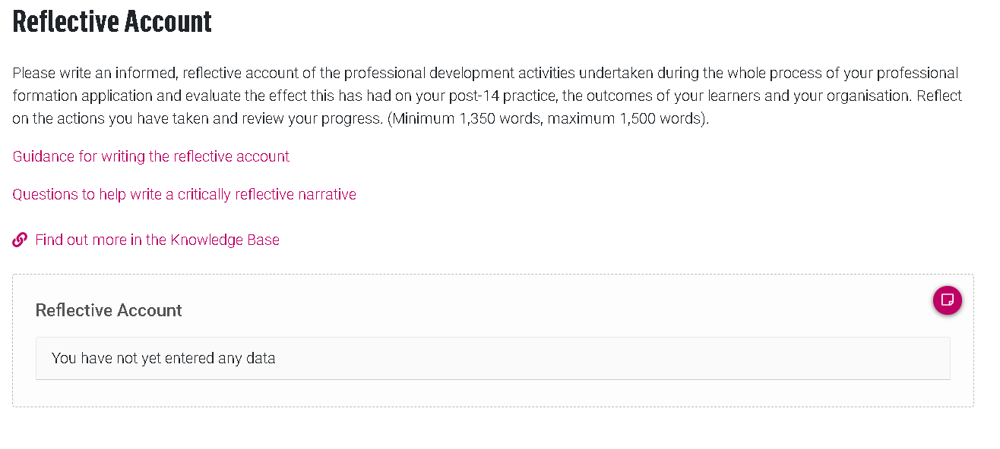 Reflective Account
Please write an informed, reflective account of the professional development activities undertaken during the whole process of your professional
formation application and evaluate the effect this has had on your post-14 practice, the outcomes of your learners and your organisation. Reflect
on the actions you have taken and review your progress. (Minimum 1,350 words, maximum 1,500 words).
Guidance for writing the reflective account
Questions to help write a critically reflective narrative
Find out more in the Knowledge Base
Reflective Account
You have not yet entered any data